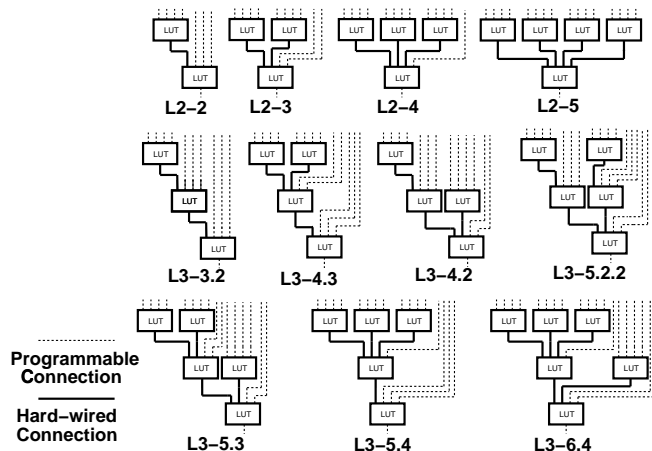 LUT LUT LUT LUT LUT LUT LUT LUT LUT LUT
LUT LUT LUT LUT
L2-2 L2-3 L2-4 L2-5
LUT LUT LUT LUT LUT LUT
LUT LUT LUT LUT LUT LUT
LUT LUT LUT LUT
L3-3.2 L3-4.3 L3-4.2 L3-5.2.2
LUT LUT LUT LUT LUT LUT LUT LUT
LUT LUT LUT LUT LUT
LUT LUT LUT
L3-5.3 L3-5.4 L3-6.4
Programmable
Connection
Hard-wired
Connection